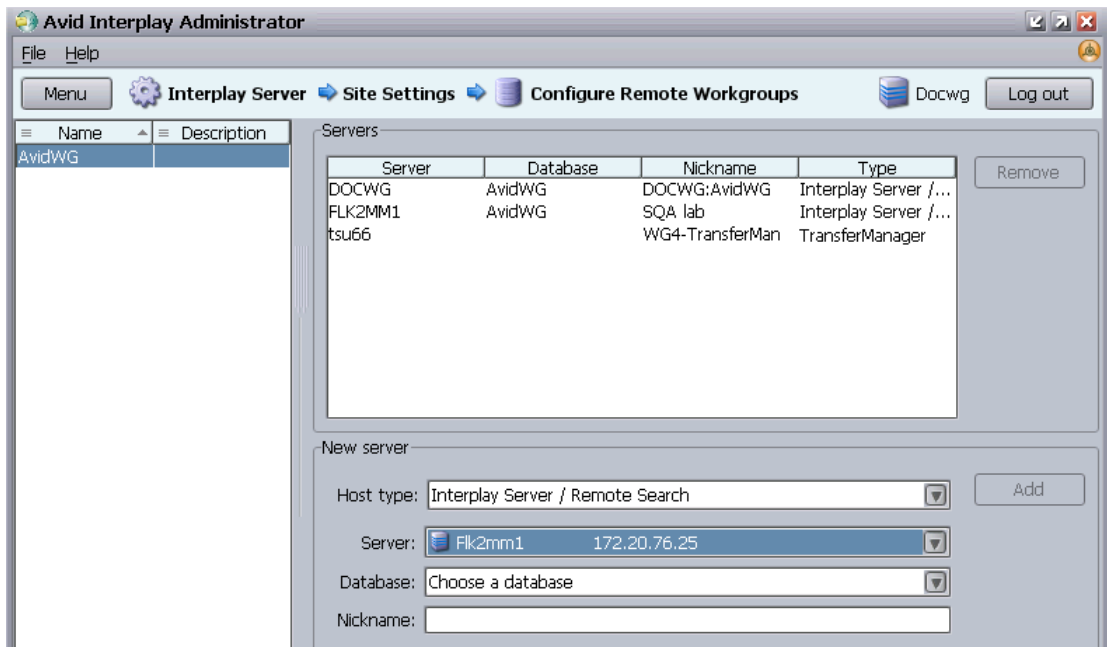 Avid Interplay Administrator
File Help
Menu Interplay Server Site Settings Configure Remote Workgroups Docwg Log out
Name Description
AvidWG
Servers
Server Database Nickname Type
DOCWG AvidWG DOCWG:AvidWG Interplay Server /...
FLK2MM1 AvidWG SQA lab Interplay Server /...
tsu66 WG4-TransferMan TransferManager
Remove
New server
Host type: Interplay Server / Remote Search
Add
Server: Flk2mm1 172.20.76.25
Database: Choose a database
Nickname: